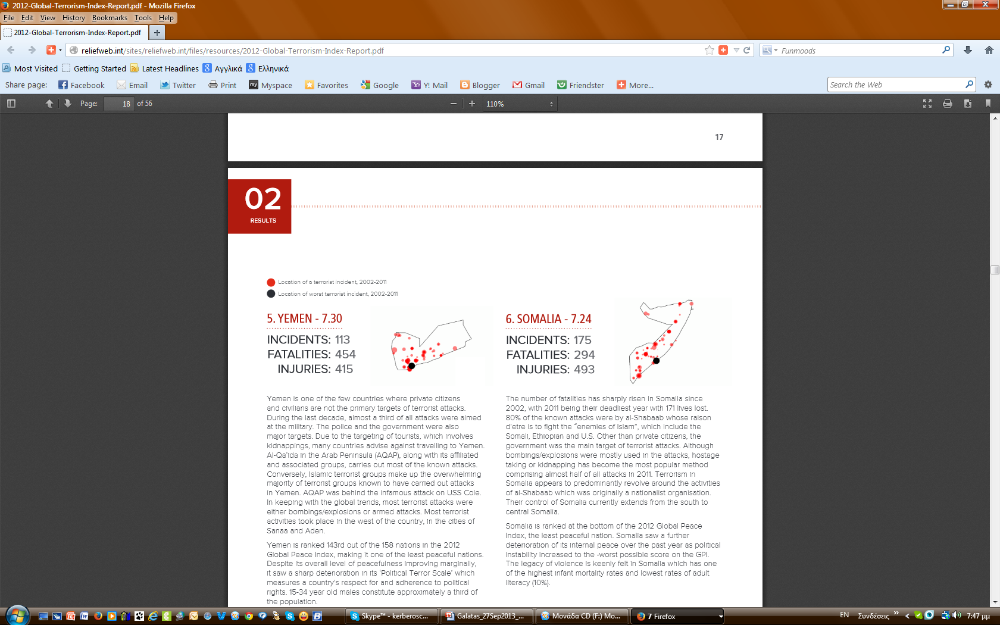 2012-Global-Terrorism-Index-Report.pdf - Mozilla Firefox
File Edit View History Bookmarks Tools Help
2012-Global-Terrorism-Index-Report.pdf
reliefweb.int/sites/reliefweb.int/files/resources/2012-Global-Terrorism-Index-Report.pdf
Funmoods
Most Visited Getting Started Latest Headlines Αγγλικά Ελληνικά
Share page: Facebook Email Twitter Print Myspace Favorites Google Y! Mail Blogger Gmail Friendster More...
Search the Web
Page: 18 of 56
110%
17
02
RESULTS
Location of a terrorist incident, 2002-2011
Location of worst terrorist incident, 2002-2011
5. YEMEN - 7.30
INCIDENTS: 113
FATALITIES: 454
INJURIES: 415
Yemen is one of the few countries where private citizens
and civilians are not the primary targets of terrorist attacks.
During the last decade, almost a third of all attacks were aimed
at the military. The police and the government were also
major targets. Due to the targeting of tourists, which involves
kidnappings, many countries advise against travelling to Yemen.
Al-Qa'ida in the Arab Peninsula (AQAP), along with its affiliated
and associated groups, carries out most of the known attacks.
Conversely, Islamic terrorist groups make up the overwhelming
majority of terrorist groups known to have carried out attacks
in Yemen. AQAP was behind the infamous attack on USS Cole.
In keeping with the global trends, most terrorist attacks were
either bombings/explosions or armed attacks. Most terrorist
activities took place in the west of the country, in the cities of
Sanaa and Aden.
Yemen is ranked 143rd out of the 158 nations in the 2012
Global Peace Index, making it one of the least peaceful nations.
Despite its overall level of peacefulness improving marginally,
it saw a sharp deterioration in its 'Political Terror Scale' which
measures a country's respect for and adherence to political
rights. 15-34 year old males constitute approximately a third of
the population.
6. SOMALIA - 7.24
INCIDENTS: 175
FATALITIES: 294
INJURIES: 493
The number of fatalities has sharply risen in Somalia since
2002, with 2011 being their deadliest year with 171 lives lost.
80% of the known attacks were by al-Shabaab whose raison
d'etre is to fight the "enemies of Islam", which include the
Somali, Ethiopian and U.S. Other than private citizens, the
government was the main target of terrorist attacks. Although
bombings/explosions were mostly used in the attacks, hostage
taking or kidnapping has become the most popular method
comprising almost half of all attacks in 2011. Terrorism in
Somalia appears to predominantly revolve around the activities
of al-Shabaab which was originally a nationalist organisation.
Their control of Somalia currently extends from the south to
central Somalia.
Somalia is ranked at the bottom of the 2012 Global Peace
Index, the least peaceful nation. Somalia saw a further
deterioration of its internal peace over the past year as political
instability increased to the -worst possible score on the GPI.
The legacy of violence is keenly felt in Somalia which has one
of the highest infant mortality rates and lowest rates of adult
literacy (10%).
Skype™ - kerberosc... Galatas_27Sep2013_... Μονάδα CD (F:) Mo... 7 Firefox EN Συνδέσεις 7:47 μμ